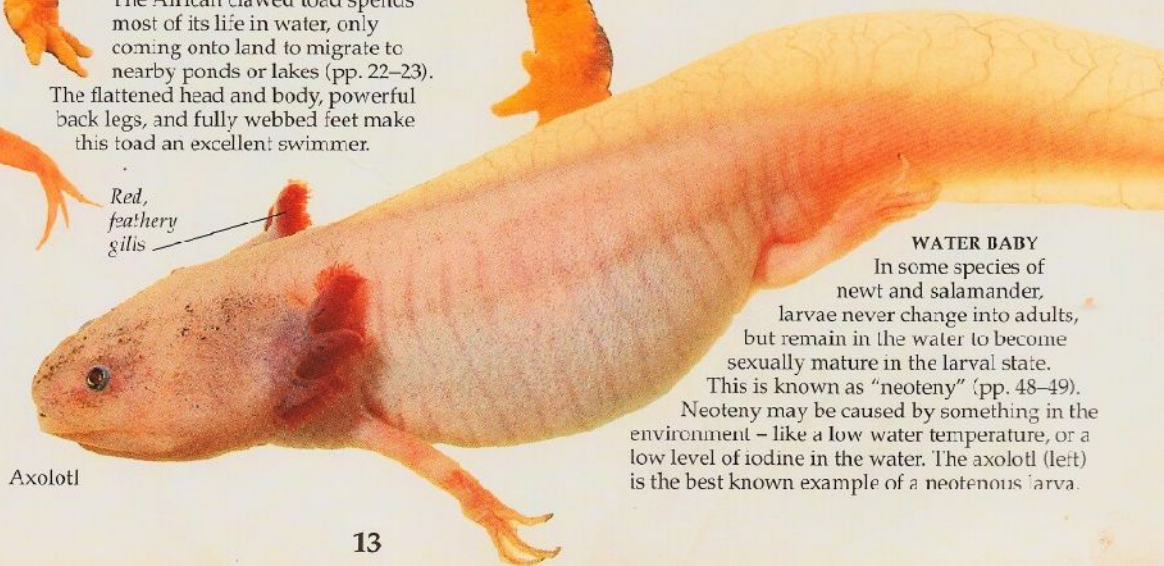 The African clawed toad spends
most of its life in water, only
coming onto land to migrate to
nearby ponds or lakes (pp. 22–23).
The flattened head and body, powerful
back legs, and fully webbed feet make
this toad an excellent swimmer.
Red,
feathery
gills
WATER BABY
In some species of
newt and salamander,
larvae never change into adults,
but remain in the water to become
sexually mature in the larval state.
This is known as “neoteny” (pp. 48–49).
Neoteny may be caused by something in the
environment – like a low water temperature, or a
low level of iodine in the water. The axolotl (left)
is the best known example of a neotenous larva.
Axolotl
13